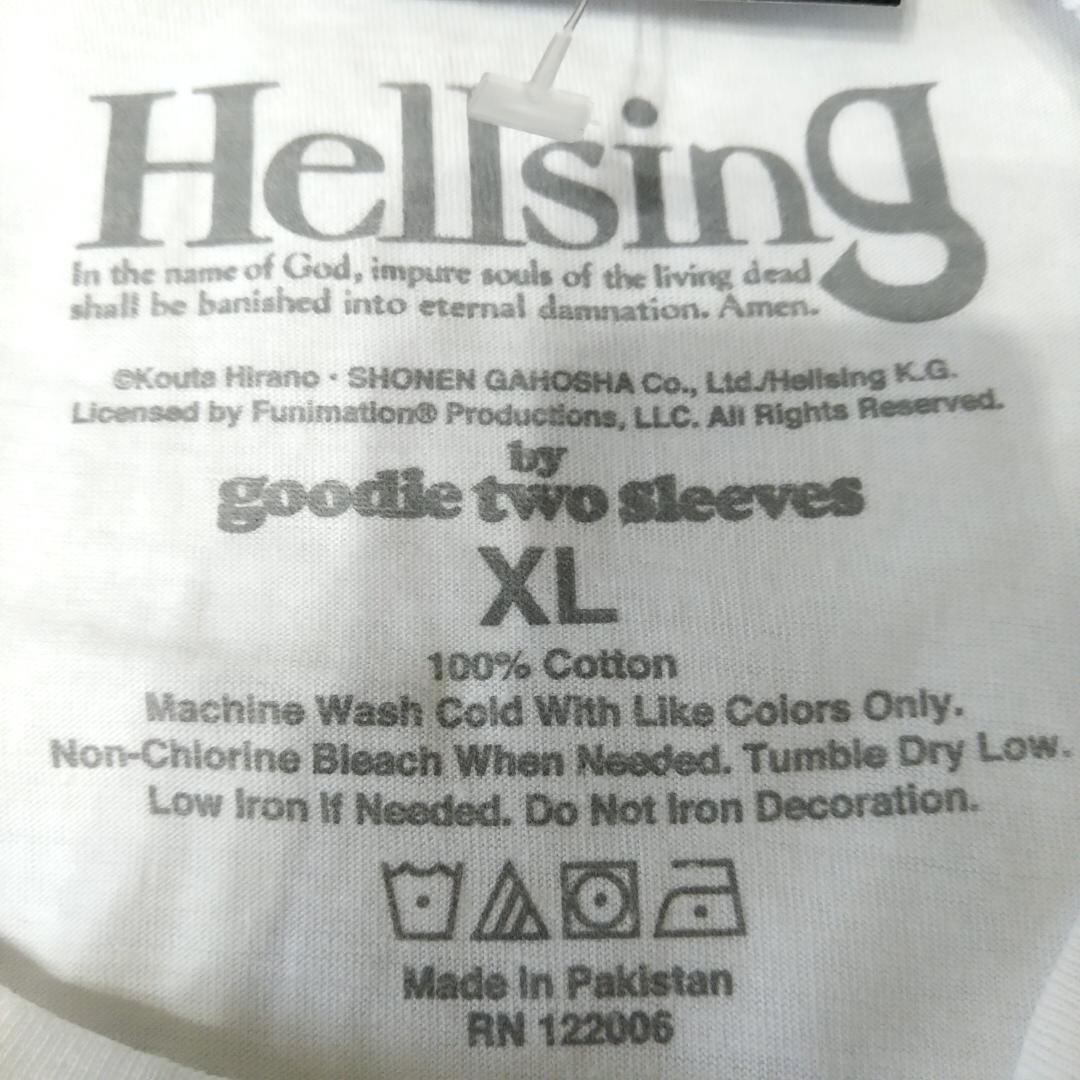 Hellsing
In the name of God, impure souls of the living dead
shall be banished into eternal damnation. Amen.
©Kouta Hirano • SHONEN GAHOSHA Co., Ltd./Hellsing K.G.
Licensed by Funimation® Productions, LLC. All Rights Reserved.
by
goodie two sleeves
XL
100% Cotton
Machine Wash Cold With Like Colors Only.
Non-Chlorine Bleach When Needed. Tumble Dry Low.
Low Iron If Needed. Do Not Iron Decoration.
Made In Pakistan
RN 122006